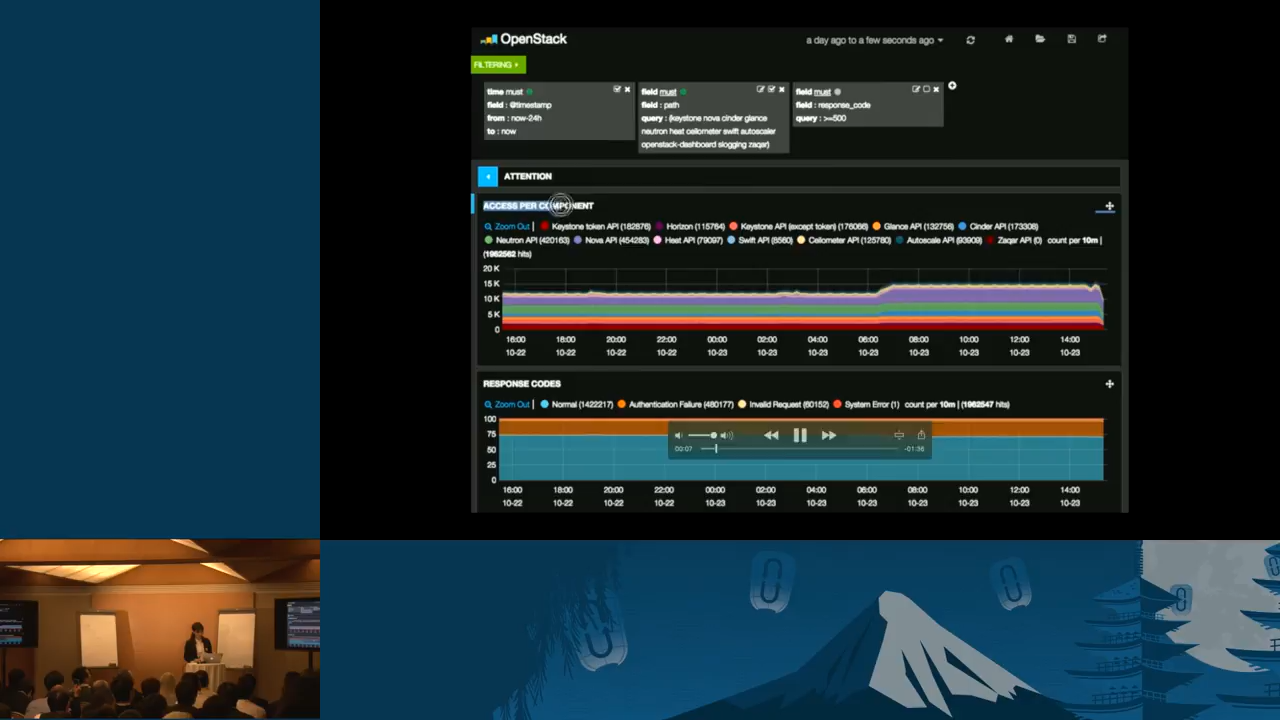 OpenStack
a day ago to a few seconds ago
FILTERING
time must
field : @timestamp
from : now-24h
to : now
field must
field : path
query : (keystone nova cinder glance
neutron heat ceilometer swift autoscaler
openstack-dashboard slogging zaqar)
field must
field : response_code
query : >=500
ATTENTION
ACCESS PER COMPONENT
Zoom Out | Keystone token API (182876) Horizon (115764) Keystone API (except token) (176066) Glance API (132756) Cinder API (173308)
Neutron API (420163) Nova API (454283) Heat API (79097) Swift API (8560) Ceilometer API (125780) Autoscale API (93909) Zaqar API (0) count per 10m |
(1962562 hits)
20 K
15 K
10 K
5 K
0
16:00 18:00 20:00 22:00 00:00 02:00 04:00 06:00 08:00 10:00 12:00 14:00
10-22 10-22 10-22 10-22 10-23 10-23 10-23 10-23 10-23 10-23 10-23 10-23
RESPONSE CODES
Zoom Out | Normal (1422217) Authentication Failure (480177) Invalid Request (60152) System Error (1) count per 10m | (1962547 hits)
100
75
50
25
0
00:07 -01:36
16:00 18:00 20:00 22:00 00:00 02:00 04:00 06:00 08:00 10:00 12:00 14:00
10-22 10-22 10-22 10-22 10-23 10-23 10-23 10-23 10-23 10-23 10-23 10-23